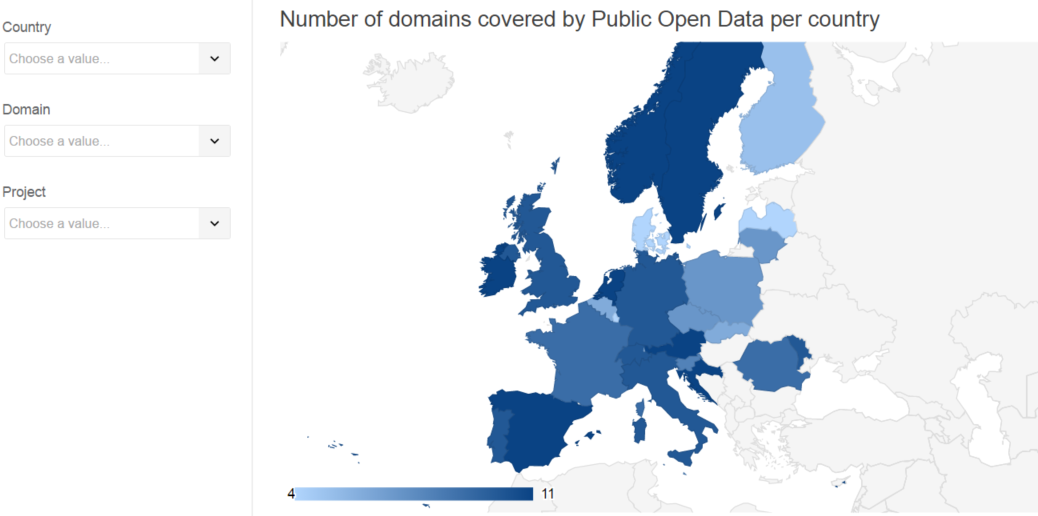 Number of domains covered by Public Open Data per country
Country
Choose a value...
Domain
Choose a value...
Project
Choose a value...
4
11